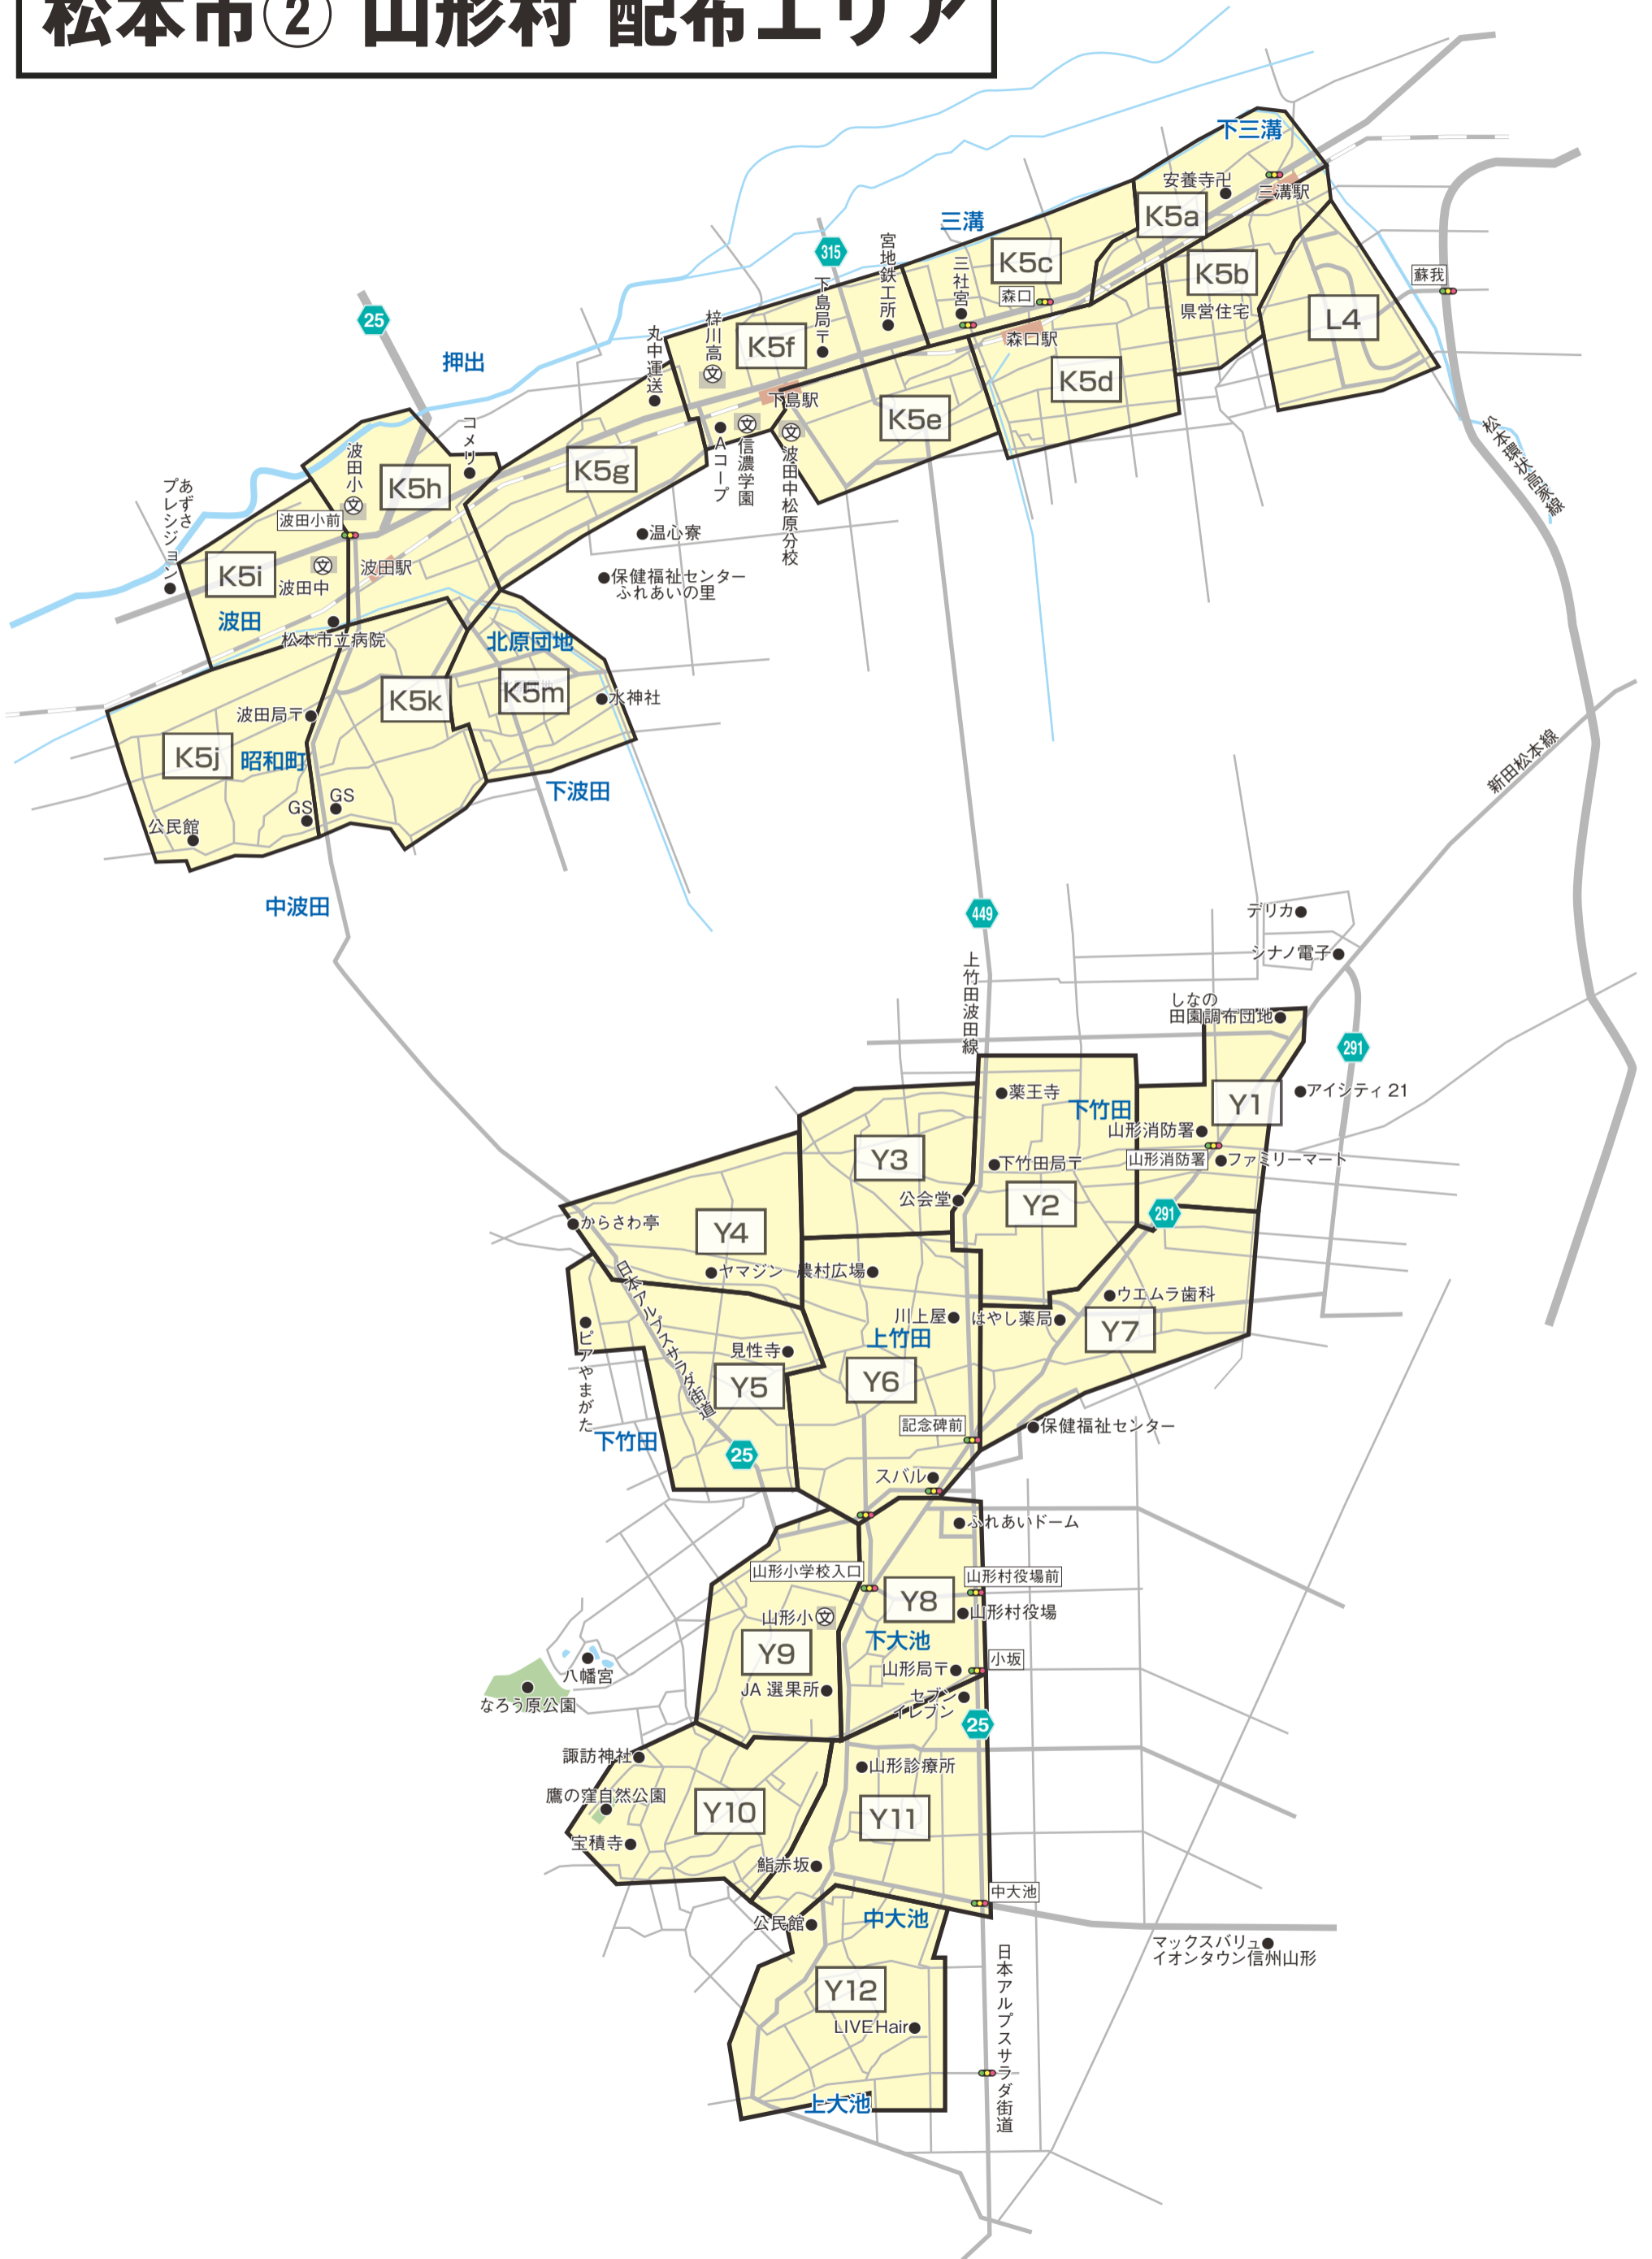 松本市② 山形村 配布エリア
下三溝
安養寺卍
三溝駅
K5a
三溝
315
宮地鉄工所
三社宮
K5c
森口
K5b
県営住宅
蘇我
L4
25
押出
下島局〒
梓川高
文
丸中運送
K5f
森口駅
K5d
下島駅
K5e
コメリ
波田小
文
K5h
K5g
Aコープ
文
信濃学園
文
波田中松原分校
松本環状高家線
あずさ
プレシジョン
波田小前
温心寮
K5i
文
波田中
波田駅
保健福祉センター
ふれあいの里
波田
松本市立病院
北原団地
K5k
K5m
水神社
波田局〒
K5j
昭和町
下波田
GS
GS
公民館
新田松本線
中波田
449
デリカ
シナノ電子
上竹田波田線
しなの
田園調布団地
291
薬王寺
下竹田
Y1
アイシティ21
山形消防署
Y3
下竹田局〒
山形消防署
ファミリーマート
公会堂
Y2
291
からさわ亭
Y4
ヤマジン
農村広場
ウエムラ歯科
川上屋
はやし薬局
Y7
上竹田
日本アルプスサラダ街道
ピアやまがた
見性寺
Y5
Y6
下竹田
25
記念碑前
保健福祉センター
スバル
ふれあいドーム
山形小学校入口
山形村役場前
Y8
山形村役場
山形小
文
下大池
Y9
小坂
山形局〒
八幡宮
JA 選果所
セブン
イレブン
なろう原公園
25
諏訪神社
山形診療所
鷹の窪自然公園
Y10
Y11
宝積寺
鮨赤坂
中大池
公民館
中大池
マックスバリュ
イオンタウン信州山形
日本アルプスサラダ街道
Y12
LIVE Hair
上大池